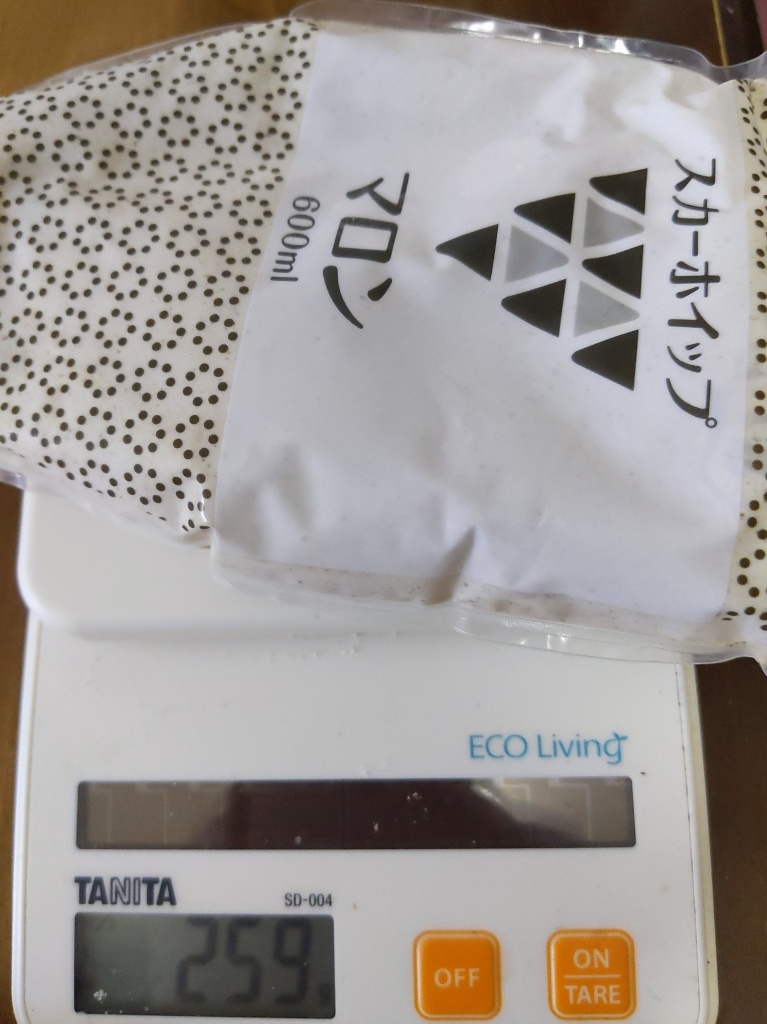 スカーホイップ
マロン
600ml
ECO Living
TANITA
SD-004
259g
OFF
ON
TARE